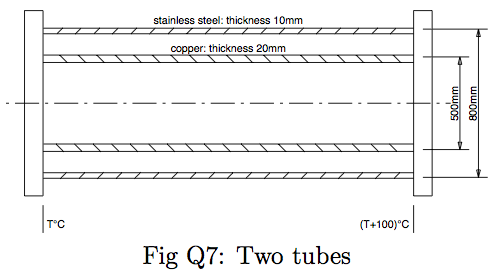 stainless steel: thickness 10mm
copper: thickness 20mm
500mm
800mm
T°C
(T+100)°C
Fig Q7: Two tubes